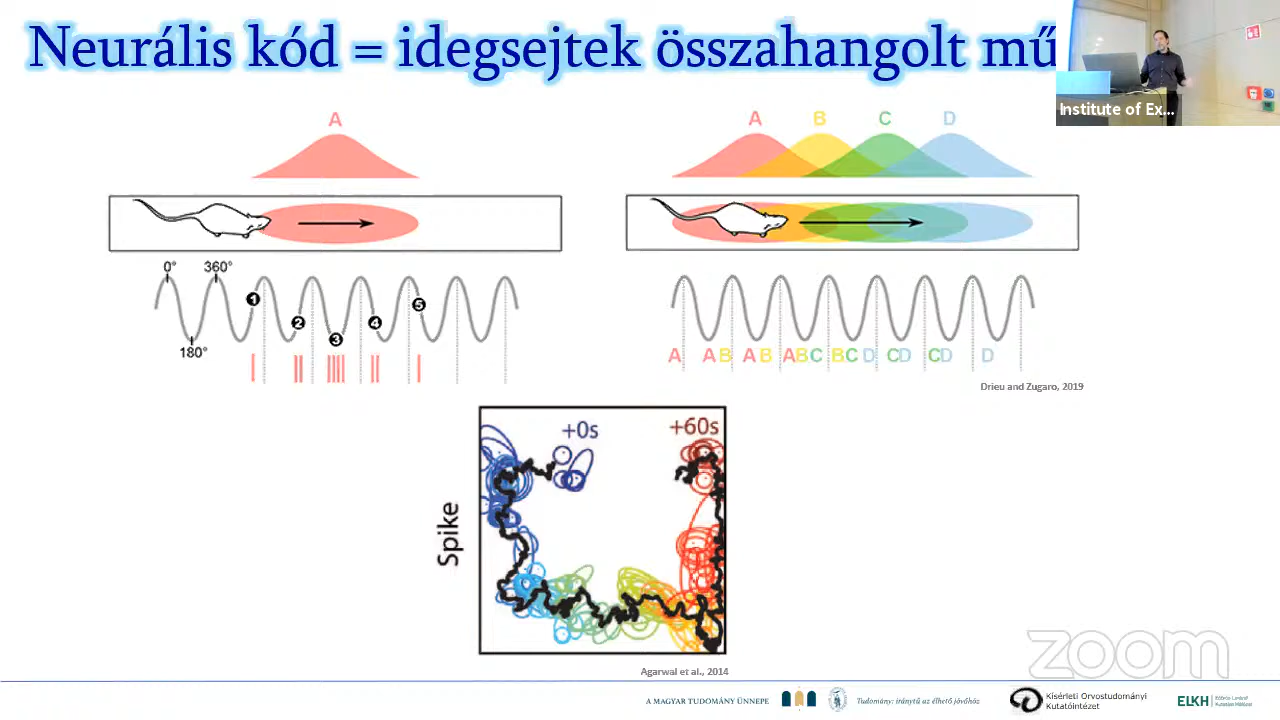 Neurális kód = idegsejtek összahangolt mű
Institute of Ex...
A
A B C D
0° 360°
1
2
3
4
5
180°
A AB AB ABC BCD CD CD D
Drieu and Zugaro, 2019
+0s +60s
Spike
Agarwal et al., 2014
zoom
A MAGYAR TUDOMÁNY ÜNNEPE
Tudomány: iránytű az élhető jövőhöz
Kísérleti Orvostudományi
Kutatóintézet
ELKH